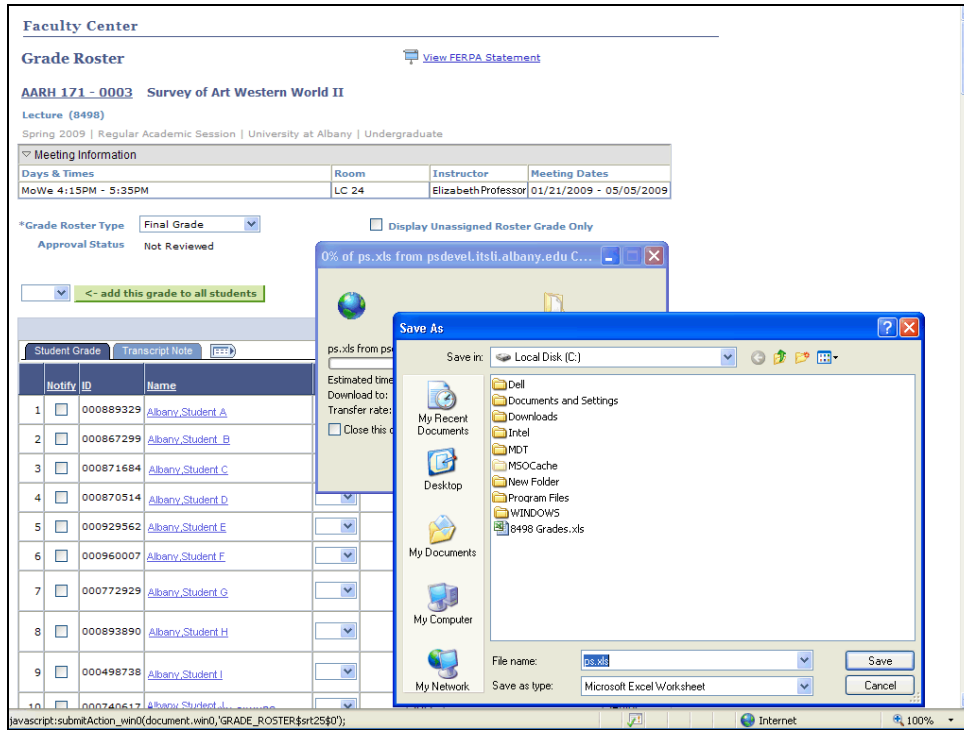 Faculty Center
Grade Roster
View FERPA Statement
AARH 171 - 0003 Survey of Art Western World II
Lecture (8498)
Spring 2009 | Regular Academic Session | University at Albany | Undergraduate
Meeting Information
Days & Times Room Instructor Meeting Dates
MoWe 4:15PM - 5:35PM LC 24 Elizabeth Professor 01/21/2009 - 05/05/2009
*Grade Roster Type Final Grade Display Unassigned Roster Grade Only
Approval Status Not Reviewed
<- add this grade to all students
0% of ps.xls from psdevel.itsli.albany.edu C...
ps.xls from psd
Estimated time
Download to:
Transfer rate:
Close this d
Student Grade Transcript Note
Notify ID Name
1 000889329 Albany,Student A
2 000867299 Albany,Student B
3 000871684 Albany,Student C
4 000870514 Albany,Student D
5 000929562 Albany,Student E
6 000960007 Albany,Student F
7 000772929 Albany,Student G
8 000893890 Albany,Student H
9 000498738 Albany,Student I
10 000740617 Albany,Student J
Save As
Save in: Local Disk (C:)
My Recent Documents
Desktop
My Documents
My Computer
My Network
Dell
Documents and Settings
Downloads
Intel
MDT
MSOCache
New Folder
Program Files
WINDOWS
8498 Grades.xls
File name: ps.xls Save
Save as type: Microsoft Excel Worksheet Cancel
javascript:submitAction_win0(document.win0,'GRADE_ROSTER$srt25$0'); Internet 100%